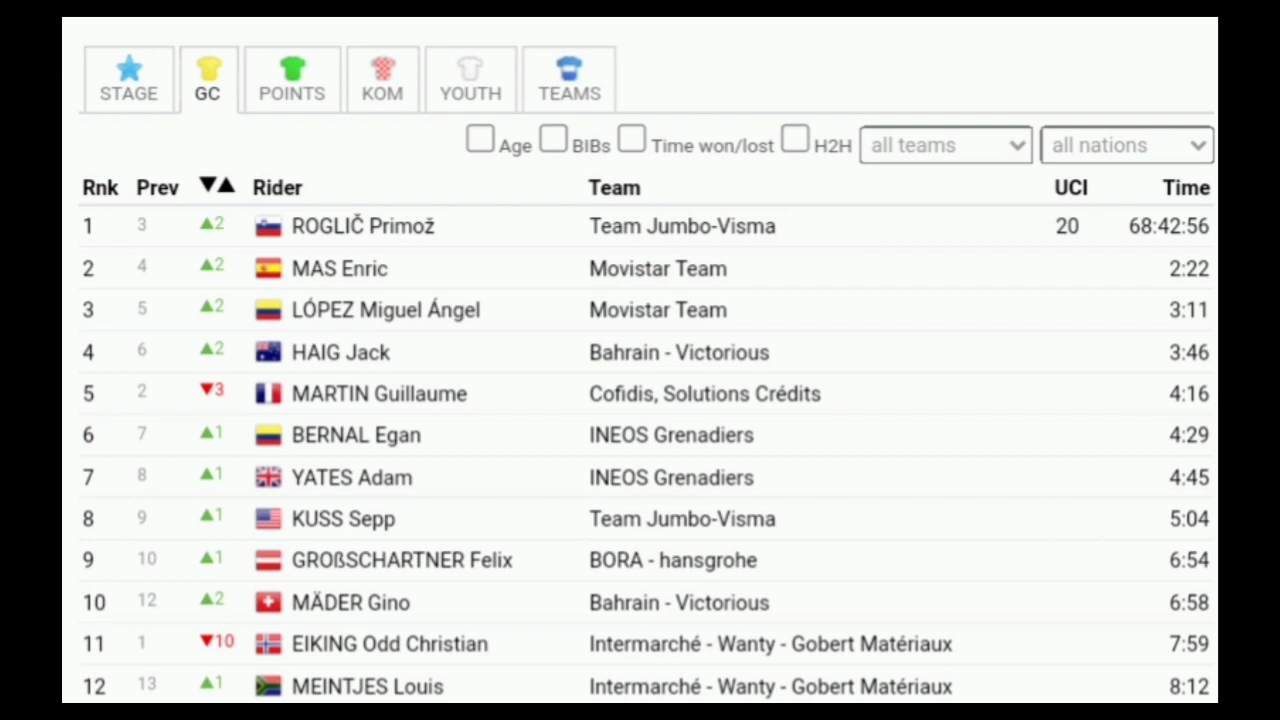 STAGE GC POINTS KOM YOUTH TEAMS
Age BIBs Time won/lost H2H all teams all nations
Rnk Prev ▼▲ Rider Team UCI Time
1 3 ▲2 ROGLIČ Primož Team Jumbo-Visma 20 68:42:56
2 4 ▲2 MAS Enric Movistar Team 2:22
3 5 ▲2 LÓPEZ Miguel Ángel Movistar Team 3:11
4 6 ▲2 HAIG Jack Bahrain - Victorious 3:46
5 2 ▼3 MARTIN Guillaume Cofidis, Solutions Crédits 4:16
6 7 ▲1 BERNAL Egan INEOS Grenadiers 4:29
7 8 ▲1 YATES Adam INEOS Grenadiers 4:45
8 9 ▲1 KUSS Sepp Team Jumbo-Visma 5:04
9 10 ▲1 GROßSCHARTNER Felix BORA - hansgrohe 6:54
10 12 ▲2 MÄDER Gino Bahrain - Victorious 6:58
11 1 ▼10 EIKING Odd Christian Intermarché - Wanty - Gobert Matériaux 7:59
12 13 ▲1 MEINTJES Louis Intermarché - Wanty - Gobert Matériaux 8:12